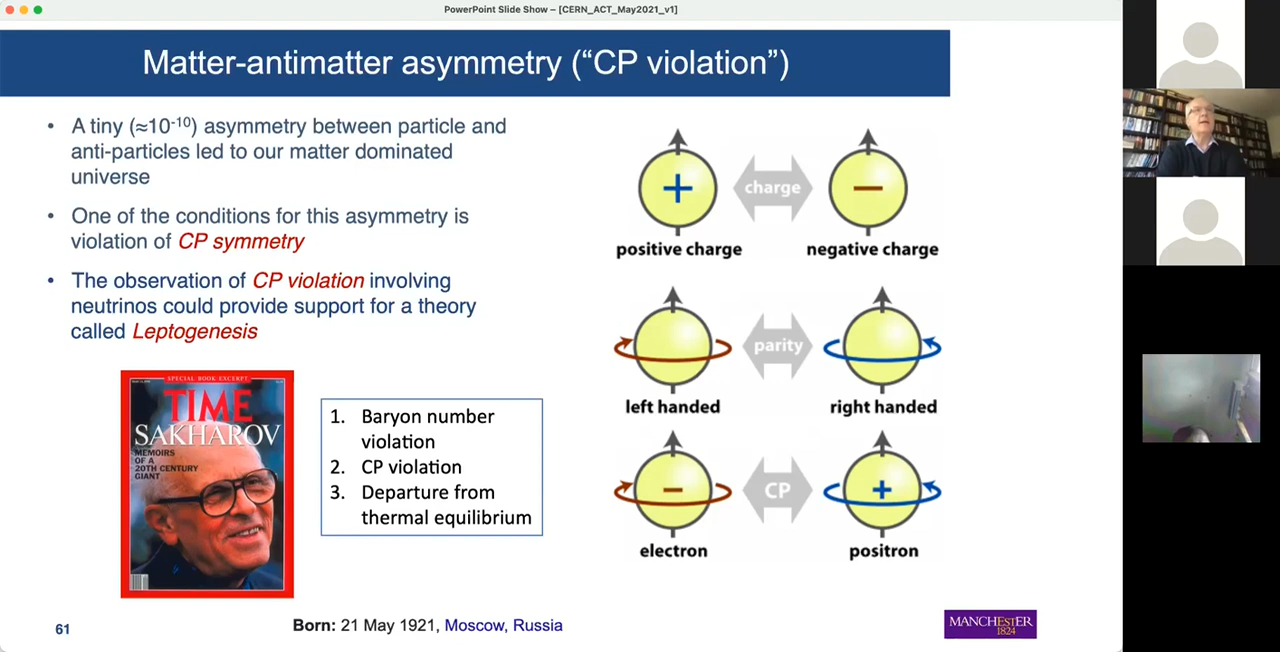 PowerPoint Slide Show – [CERN_ACT_May2021_v1]
Matter-antimatter asymmetry (“CP violation”)
• A tiny (≈10⁻¹⁰) asymmetry between particle and
anti-particles led to our matter dominated
universe
• One of the conditions for this asymmetry is
violation of CP symmetry
• The observation of CP violation involving
neutrinos could provide support for a theory
called Leptogenesis
SPECIAL BOOK EXCERPT
TIME
SAKHAROV
MEMOIRS
OF A
20TH CENTURY
GIANT
1. Baryon number
violation
2. CP violation
3. Departure from
thermal equilibrium
+
charge
−
positive charge
negative charge
parity
left handed
right handed
−
CP
+
electron
positron
61
Born: 21 May 1921, Moscow, Russia
MANCHESTER
1824